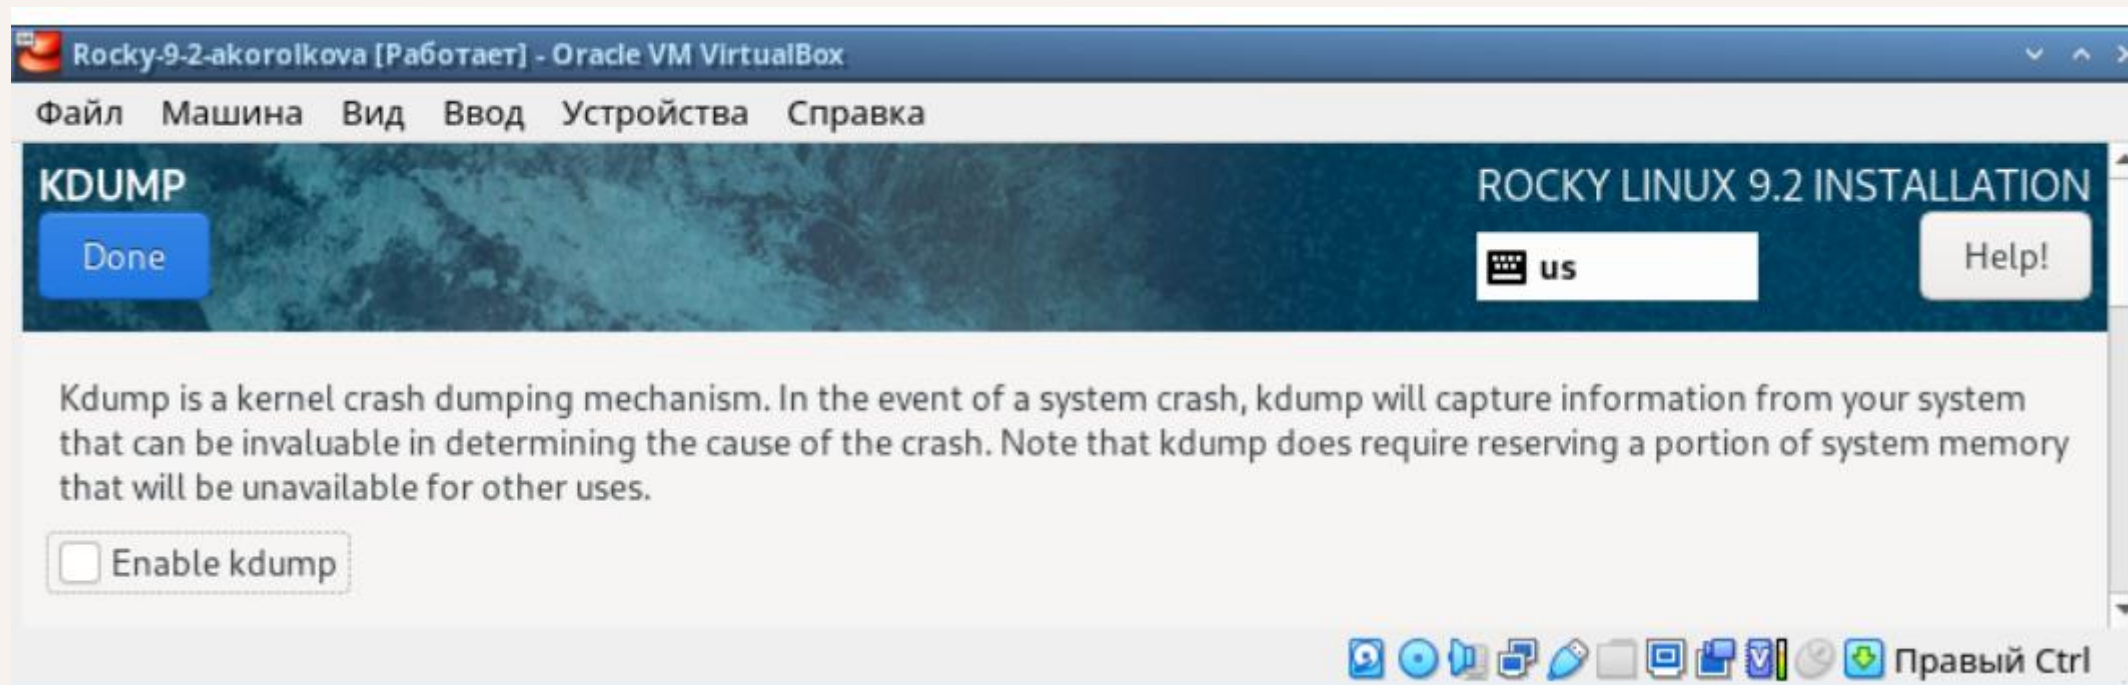 Rocky-9-2-akorolkova [Работает] - Oracle VM VirtualBox
Файл Машина Вид Ввод Устройства Справка
KDUMP
ROCKY LINUX 9.2 INSTALLATION
Done
us
Help!
Kdump is a kernel crash dumping mechanism. In the event of a system crash, kdump will capture information from your system
that can be invaluable in determining the cause of the crash. Note that kdump does require reserving a portion of system memory
that will be unavailable for other uses.
Enable kdump
Правый Ctrl